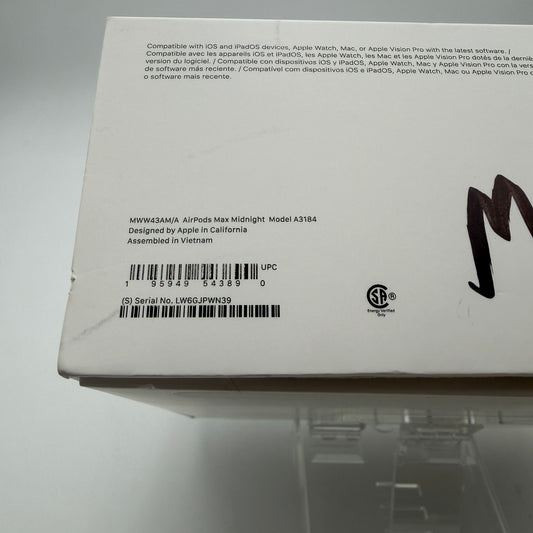 Compatible with iOS and iPadOS devices, Apple Watch, Mac, or Apple Vision Pro with the latest software. /
Compatible avec les appareils iOS et iPadOS, les Apple Watch, les Mac et les Apple Vision Pro dotés de la dernière
version du logiciel. / Compatible con dispositivos iOS y iPadOS, Apple Watch, Mac y Apple Vision Pro con la
de software más reciente. / Compatível com dispositivos iOS e iPadOS, Apple Watch, Mac ou Apple Vision Pro
o software mais recente.
MWW43AM/A AirPods Max Midnight Model A3184
Designed by Apple in California
Assembled in Vietnam
UPC
1 95949 54389 0
(S) Serial No. LW6GJPWN39
CSA ®
Energy Verified
Only
M